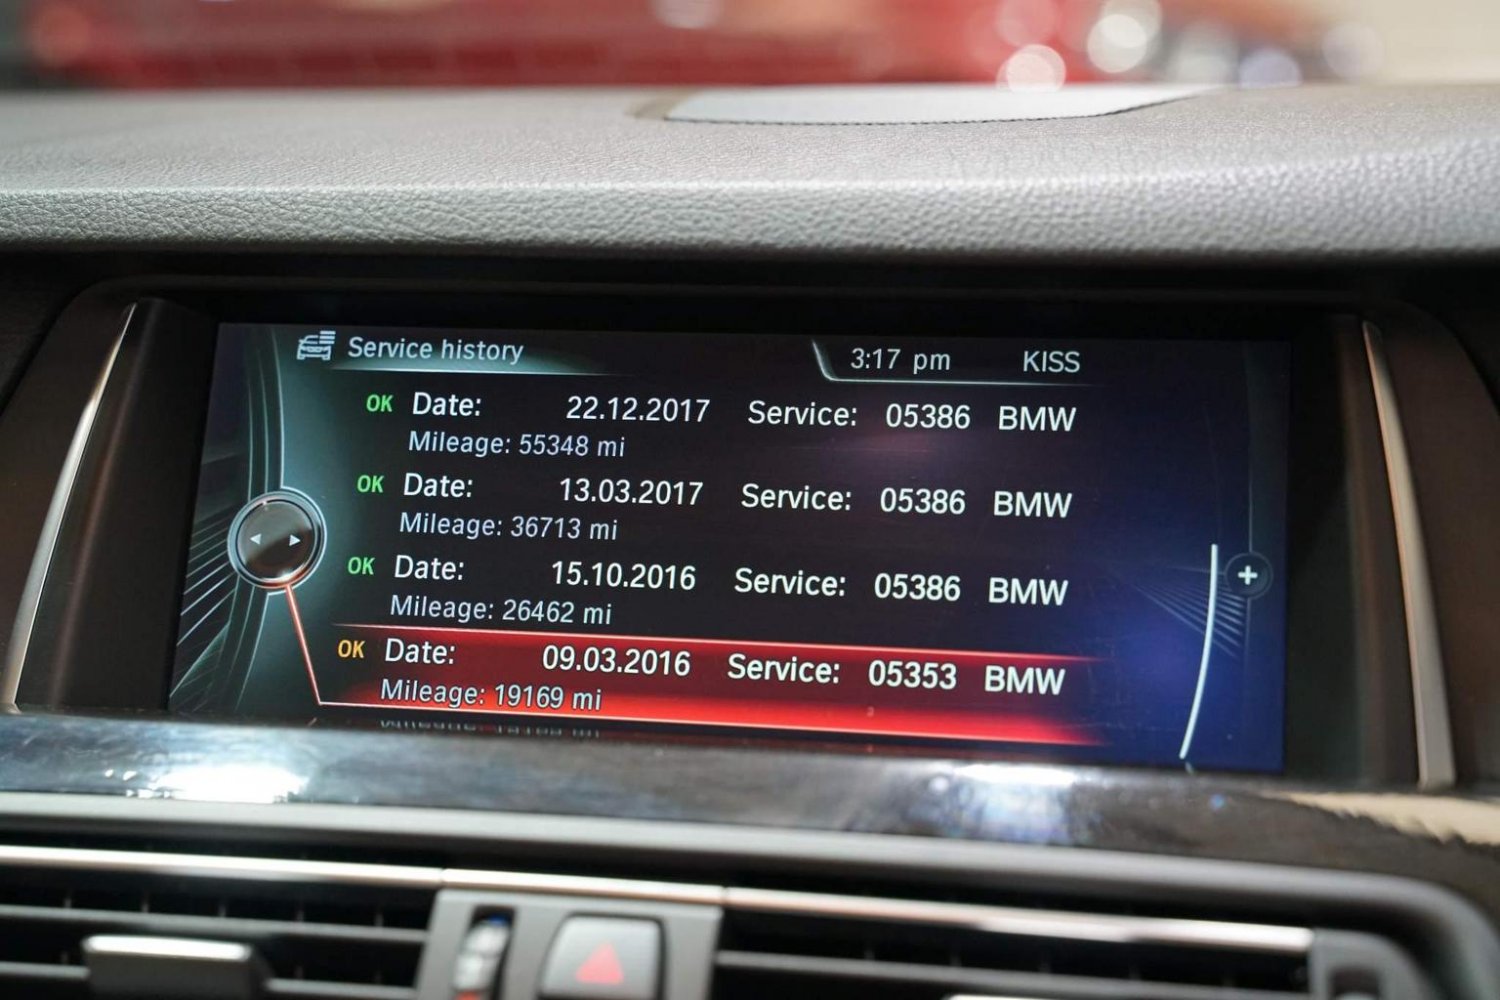 Service history 3:17 pm KISS
OK Date: 22.12.2017 Service: 05386 BMW
Mileage: 55348 mi
OK Date: 13.03.2017 Service: 05386 BMW
Mileage: 36713 mi
OK Date: 15.10.2016 Service: 05386 BMW
Mileage: 26462 mi
OK Date: 09.03.2016 Service: 05353 BMW
Mileage: 19169 mi